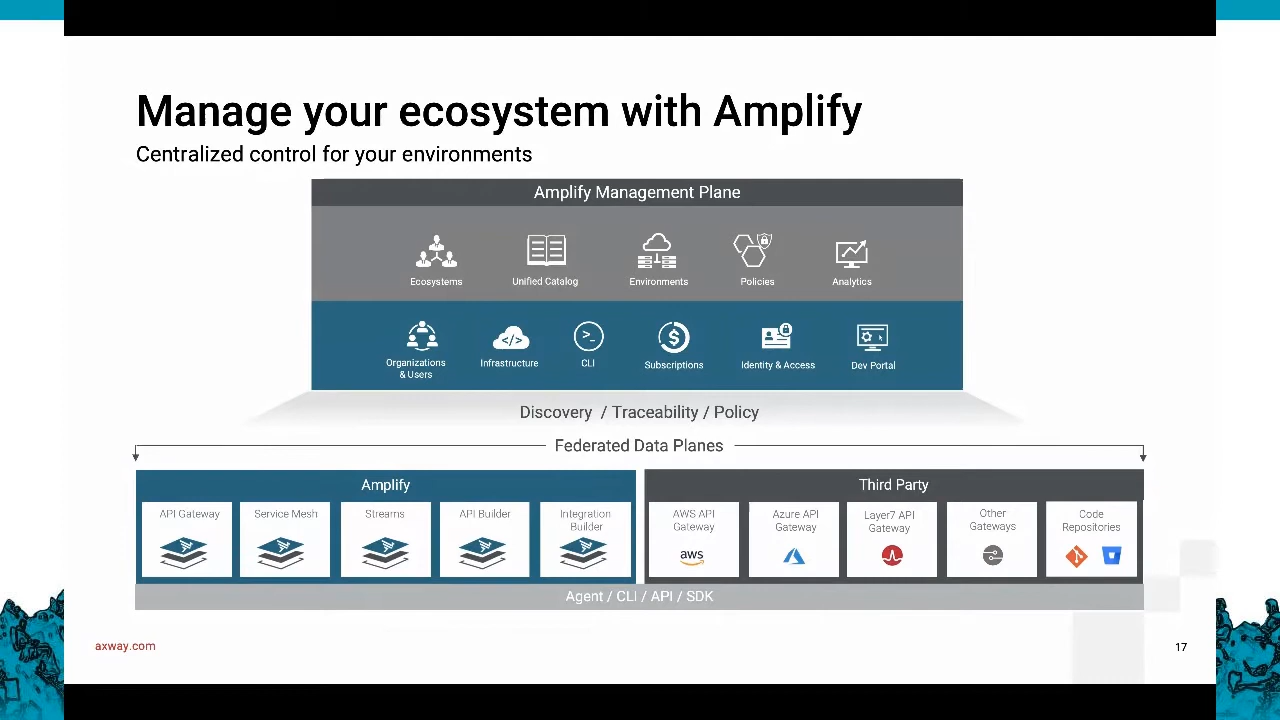 Manage your ecosystem with Amplify
Centralized control for your environments
Amplify Management Plane
Ecosystems
Unified Catalog
Environments
Policies
Analytics
Organizations
& Users
Infrastructure
CLI
Subscriptions
Identity & Access
Dev Portal
Discovery / Traceability / Policy
Federated Data Planes
Amplify
API Gateway
Service Mesh
Streams
API Builder
Integration
Builder
Third Party
AWS API
Gateway
aws
Azure API
Gateway
Layer7 API
Gateway
Other
Gateways
Code
Repositories
Agent / CLI / API / SDK
axway.com
17